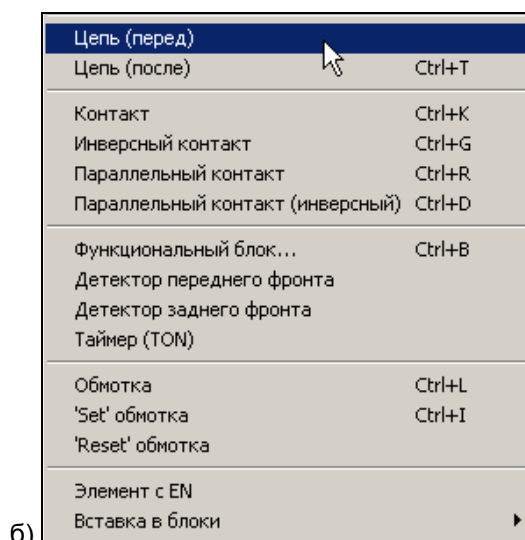 Цепь (перед)
Цепь (после) Ctrl+T
Контакт Ctrl+K
Инверсный контакт Ctrl+G
Параллельный контакт Ctrl+R
Параллельный контакт (инверсный) Ctrl+D
Функциональный блок... Ctrl+B
Детектор переднего фронта
Детектор заднего фронта
Таймер (TON)
Обмотка Ctrl+L
'Set' обмотка Ctrl+I
'Reset' обмотка
Элемент с EN
Вставка в блоки
б)